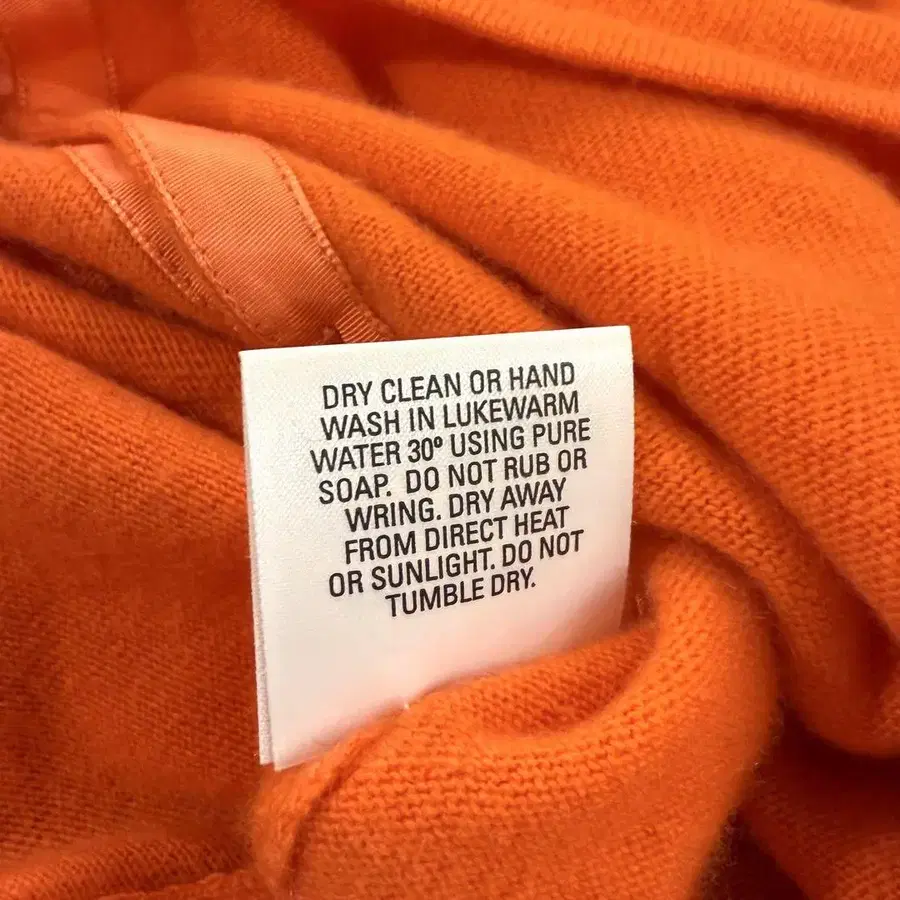 DRY CLEAN OR HAND
WASH IN LUKEWARM
WATER 30º USING PURE
SOAP. DO NOT RUB OR
WRING. DRY AWAY
FROM DIRECT HEAT
OR SUNLIGHT. DO NOT
TUMBLE DRY.